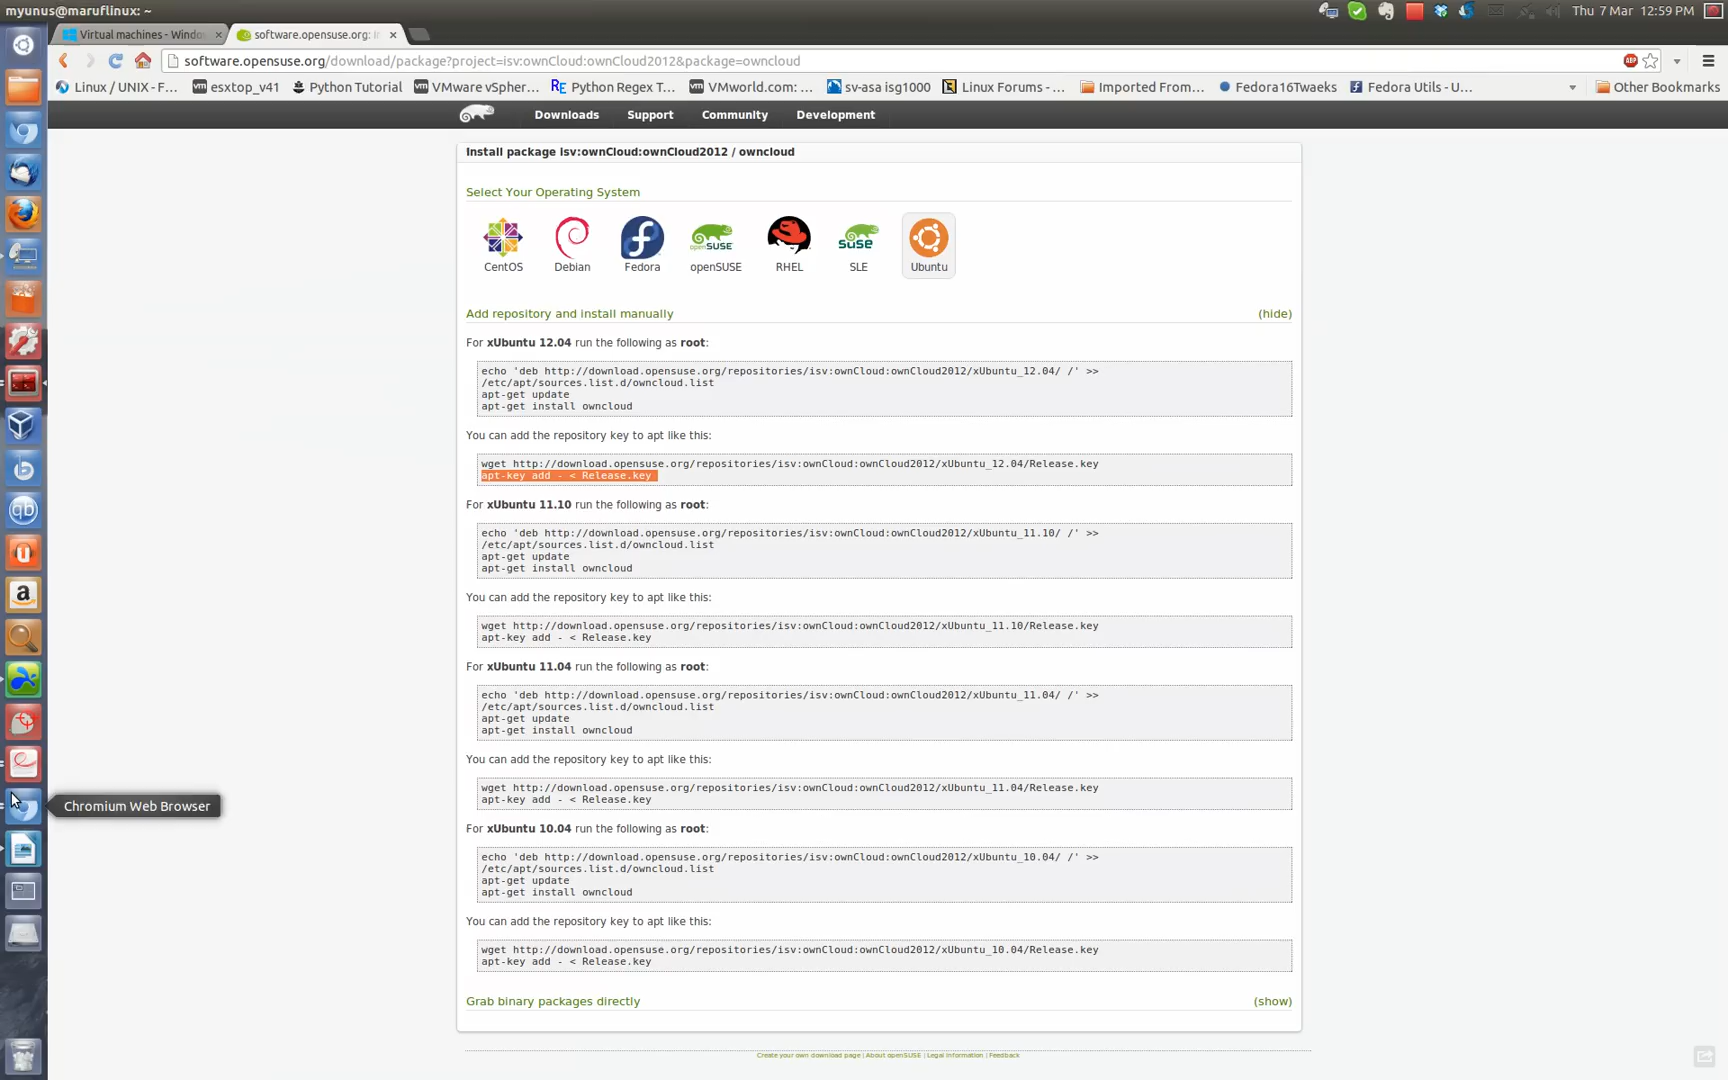 myunus@maruflinux: ~
Thu 7 Mar 12:59 PM
Virtual machines - Windo
software.opensuse.org: I
software.opensuse.org/download/package?project=isv:ownCloud:ownCloud2012&package=owncloud
ABP
Linux / UNIX - F... esxtop_v41 Python Tutorial VMware vSpher... Python Regex T... VMworld.com: ... sv-asa isg1000 Linux Forums - ... Imported From... Fedora16Tweaks Fedora Utils - U... Other Bookmarks
Downloads Support Community Development
Install package isv:ownCloud:ownCloud2012 / owncloud
Select Your Operating System
openSUSE SUSE
CentOS Debian Fedora openSUSE RHEL SLE Ubuntu
Add repository and install manually (hide)
For xUbuntu 12.04 run the following as root:
echo 'deb http://download.opensuse.org/repositories/isv:ownCloud:ownCloud2012/xUbuntu_12.04/ /' >>
/etc/apt/sources.list.d/owncloud.list
apt-get update
apt-get install owncloud
You can add the repository key to apt like this:
wget http://download.opensuse.org/repositories/isv:ownCloud:ownCloud2012/xUbuntu_12.04/Release.key
apt-key add - < Release.key
For xUbuntu 11.10 run the following as root:
echo 'deb http://download.opensuse.org/repositories/isv:ownCloud:ownCloud2012/xUbuntu_11.10/ /' >>
/etc/apt/sources.list.d/owncloud.list
apt-get update
apt-get install owncloud
You can add the repository key to apt like this:
wget http://download.opensuse.org/repositories/isv:ownCloud:ownCloud2012/xUbuntu_11.10/Release.key
apt-key add - < Release.key
For xUbuntu 11.04 run the following as root:
echo 'deb http://download.opensuse.org/repositories/isv:ownCloud:ownCloud2012/xUbuntu_11.04/ /' >>
/etc/apt/sources.list.d/owncloud.list
apt-get update
apt-get install owncloud
You can add the repository key to apt like this:
wget http://download.opensuse.org/repositories/isv:ownCloud:ownCloud2012/xUbuntu_11.04/Release.key
apt-key add - < Release.key
Chromium Web Browser
For xUbuntu 10.04 run the following as root:
echo 'deb http://download.opensuse.org/repositories/isv:ownCloud:ownCloud2012/xUbuntu_10.04/ /' >>
/etc/apt/sources.list.d/owncloud.list
apt-get update
apt-get install owncloud
You can add the repository key to apt like this:
wget http://download.opensuse.org/repositories/isv:ownCloud:ownCloud2012/xUbuntu_10.04/Release.key
apt-key add - < Release.key
Grab binary packages directly (show)
Create your own download page | About openSUSE | Legal information | Feedback